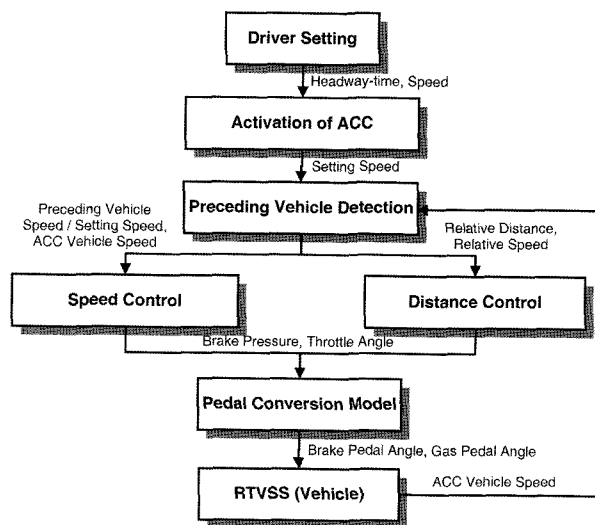 Driver Setting
Headway-time, Speed
Activation of ACC
Setting Speed
Preceding Vehicle Detection
Preceding Vehicle
Speed / Setting Speed,
ACC Vehicle Speed
Relative Distance,
Relative Speed
Speed Control
Distance Control
Brake Pressure, Throttle Angle
Pedal Conversion Model
Brake Pedal Angle, Gas Pedal Angle
RTVSS (Vehicle)
ACC Vehicle Speed